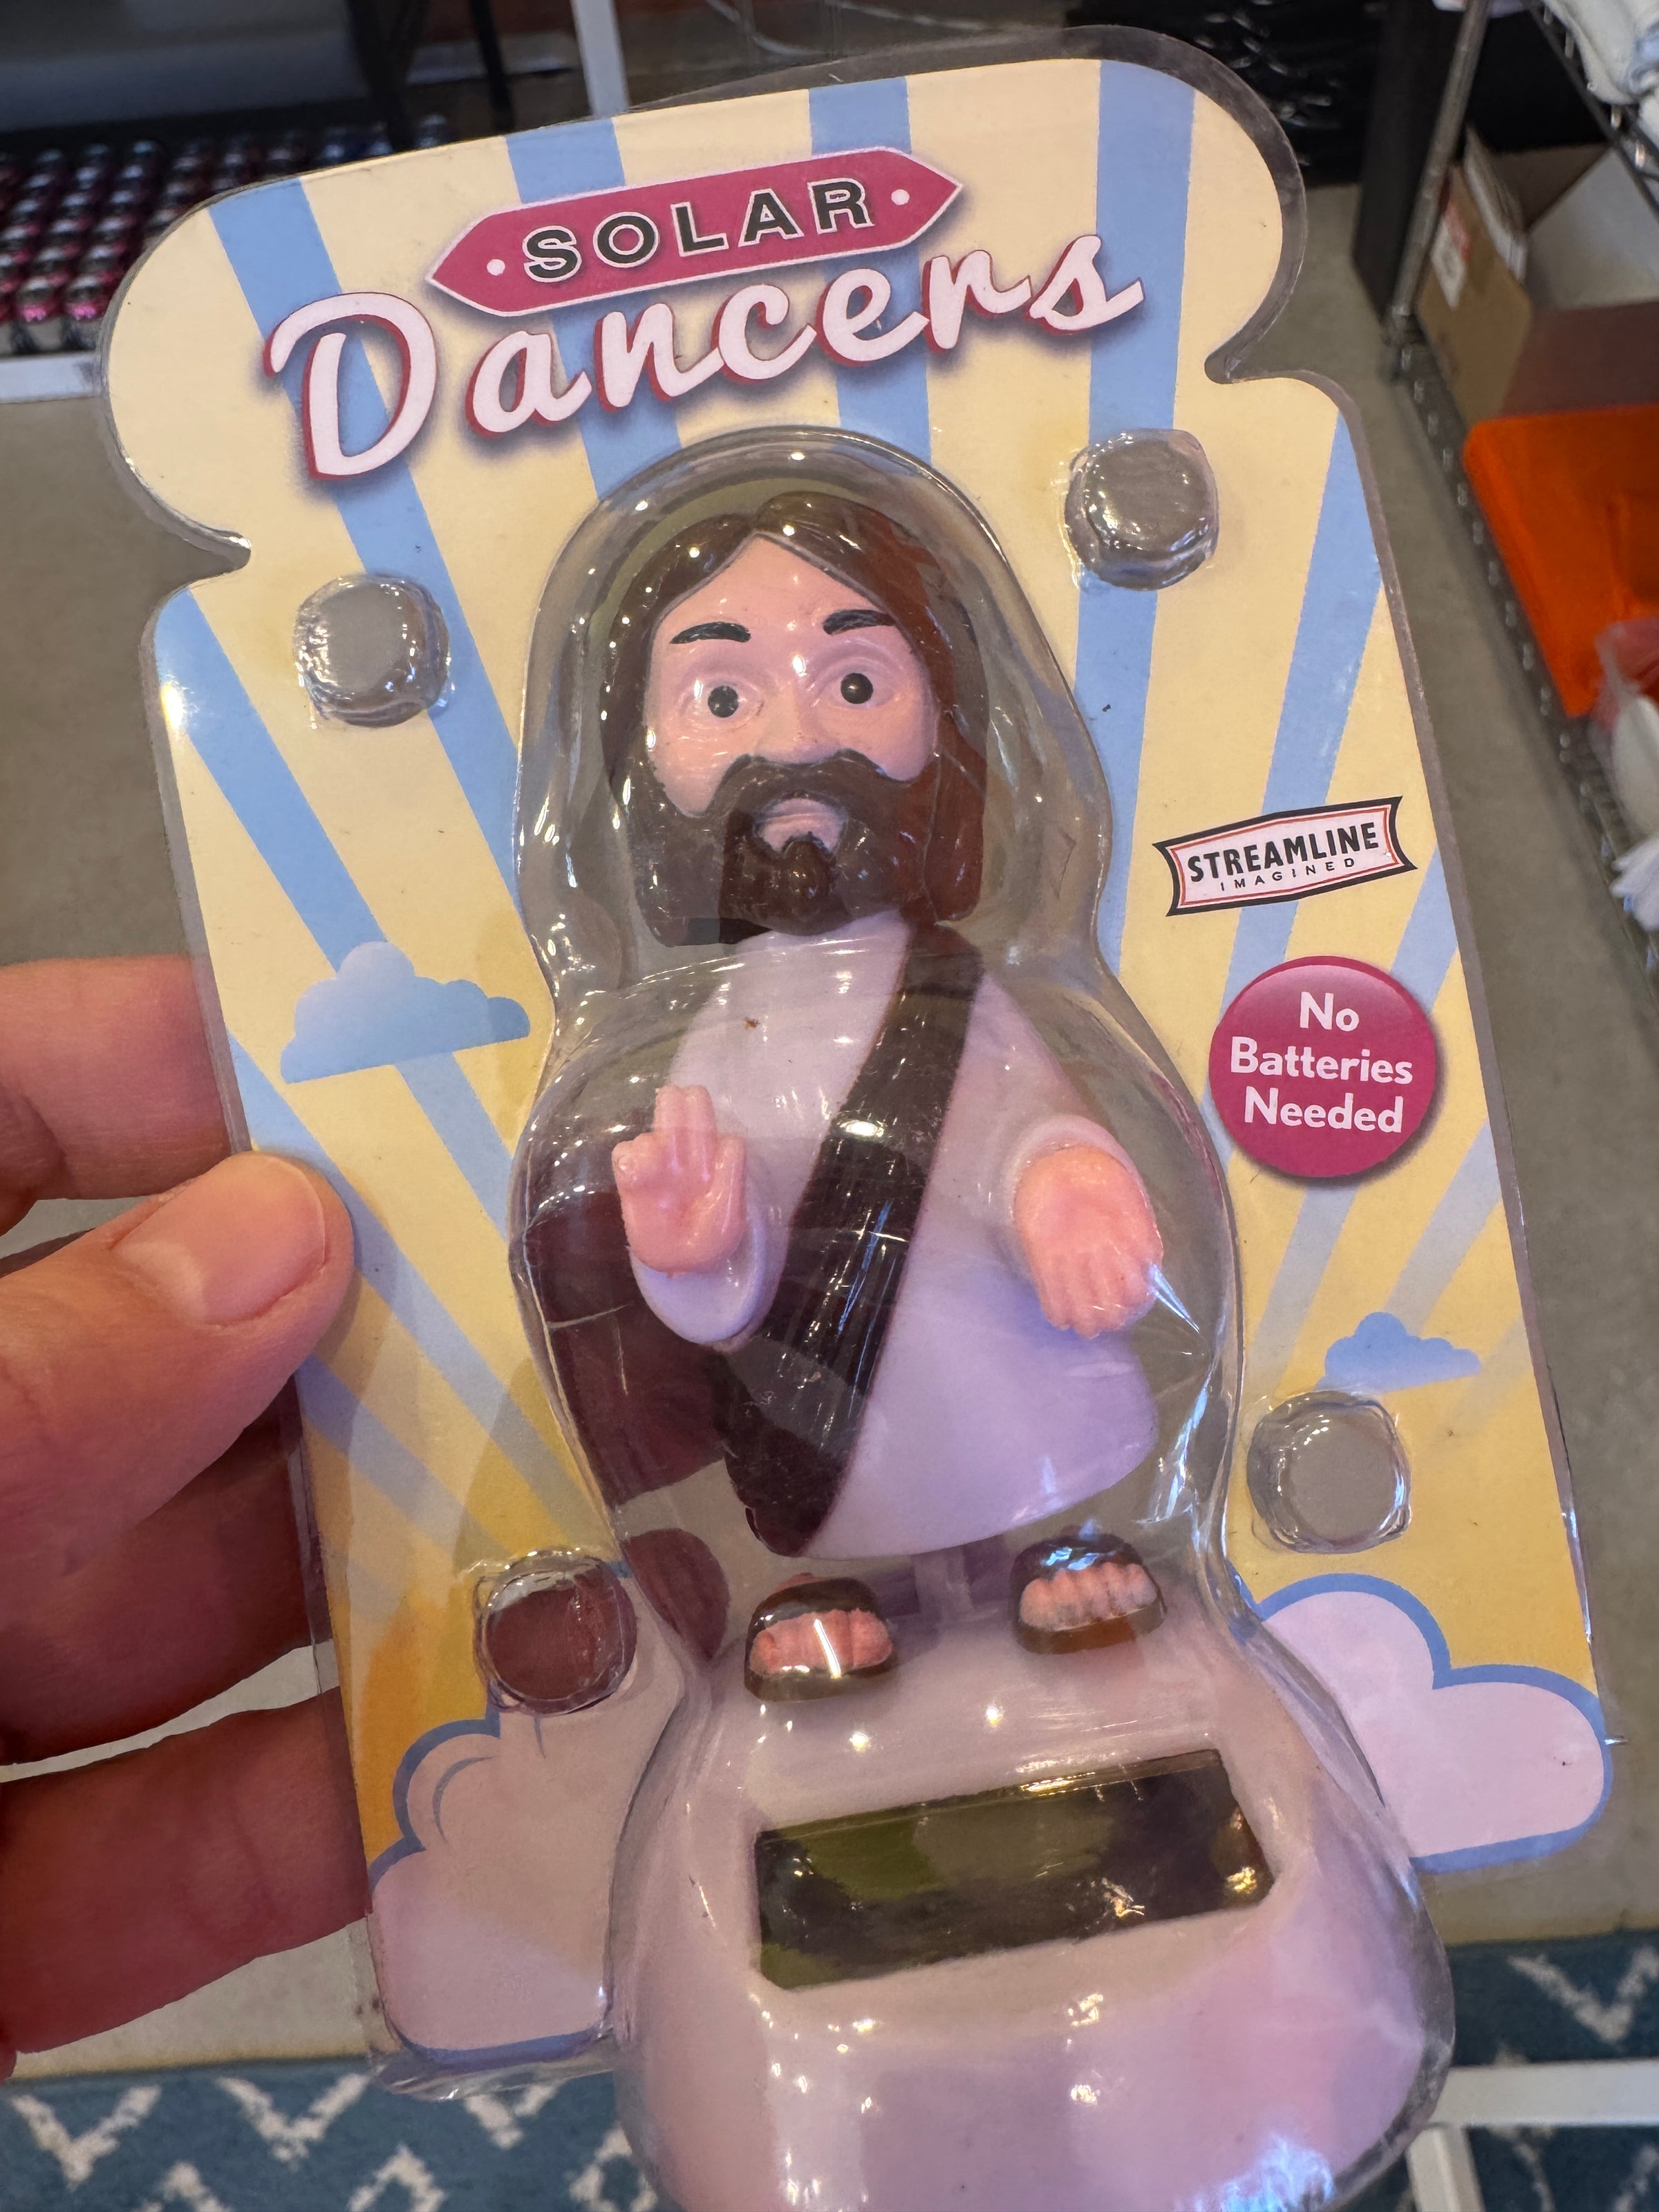 SOLAR
Dancers
STREAMLINE
IMAGINED
No
Batteries
Needed